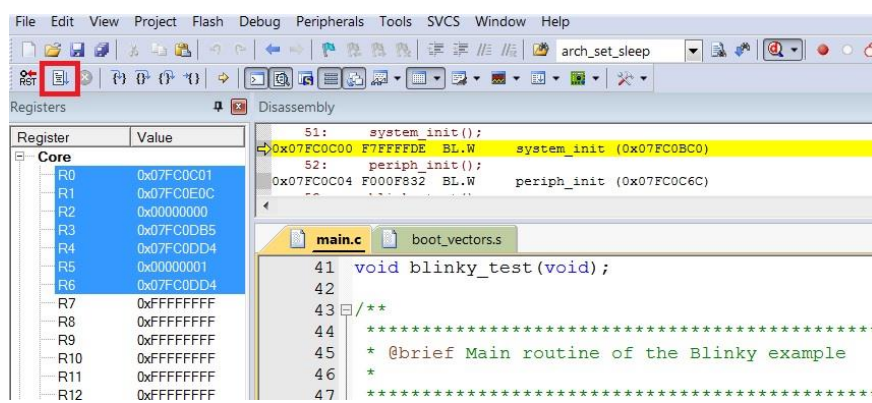 File Edit View Project Flash Debug Peripherals Tools SVCS Window Help
arch_set_sleep
RST
Registers
Disassembly
Register Value
Core
R0 0x07FC0C01
R1 0x07FC0E0C
R2 0x00000000
R3 0x07FC0DB5
R4 0x07FC0DD4
R5 0x00000001
R6 0x07FC0DD4
R7 0xFFFFFFFF
R8 0xFFFFFFFF
R9 0xFFFFFFFF
R10 0xFFFFFFFF
R11 0xFFFFFFFF
R12 0xFFFFFFFF
51: system_init();
0x07FC0C00 F7FFFFDE BL.W system_init (0x07FC0BC0)
52: periph_init();
0x07FC0C04 F000F832 BL.W periph_init (0x07FC0C6C)
main.c boot_vectors.s
41 void blinky_test(void);
42
43 /**
44 ****************************************************
45 * @brief Main routine of the Blinky example
46 *
47 ****************************************************